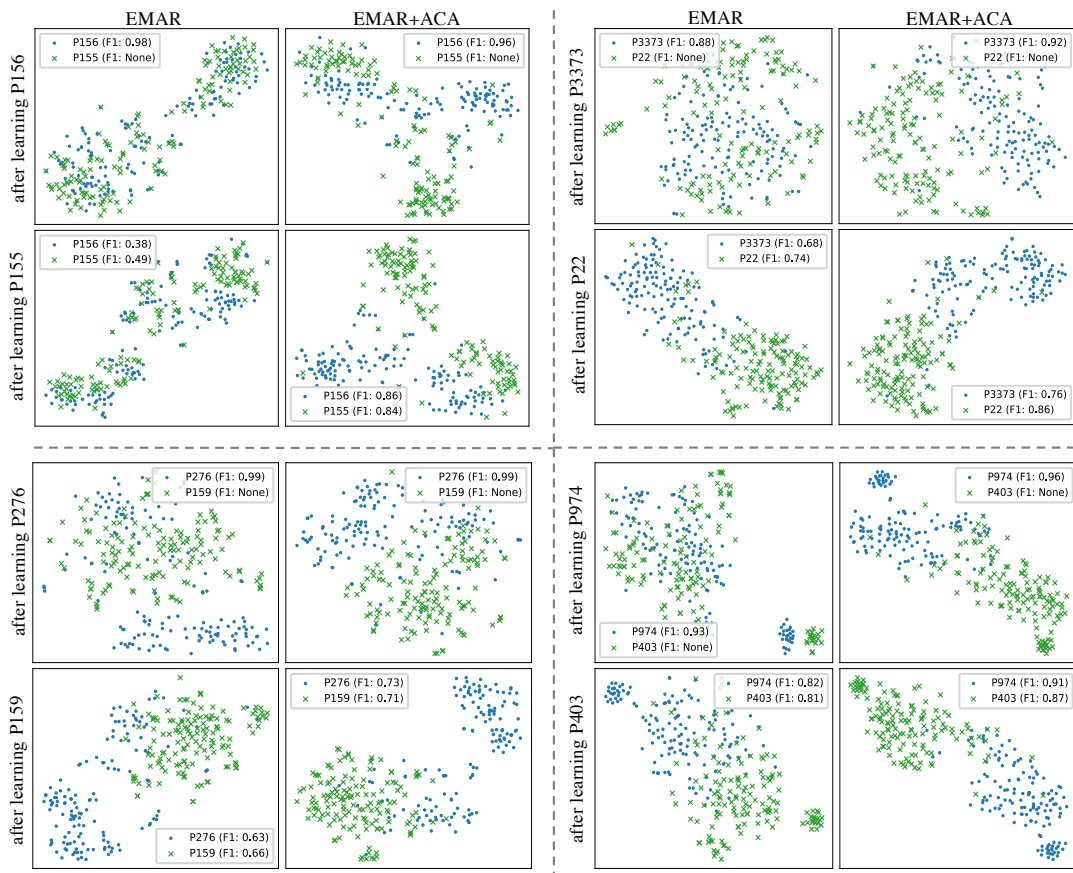 EMAR
EMAR+ACA
after learning P156
P156 (F1: 0.98)
P155 (F1: None)
P156 (F1: 0.96)
P155 (F1: None)
after learning P155
P156 (F1: 0.38)
P155 (F1: 0.49)
P156 (F1: 0.86)
P155 (F1: 0.84)
EMAR
EMAR+ACA
after learning P3373
P3373 (F1: 0.88)
P22 (F1: None)
P3373 (F1: 0.92)
P22 (F1: None)
after learning P22
P3373 (F1: 0.68)
P22 (F1: 0.74)
P3373 (F1: 0.76)
P22 (F1: 0.86)
after learning P276
P276 (F1: 0.99)
P159 (F1: None)
P276 (F1: 0.99)
P159 (F1: None)
after learning P159
P276 (F1: 0.63)
P159 (F1: 0.66)
P276 (F1: 0.73)
P159 (F1: 0.71)
after learning P974
P974 (F1: 0.93)
P403 (F1: None)
P974 (F1: 0.96)
P403 (F1: None)
after learning P403
P974 (F1: 0.82)
P403 (F1: 0.81)
P974 (F1: 0.91)
P403 (F1: 0.87)